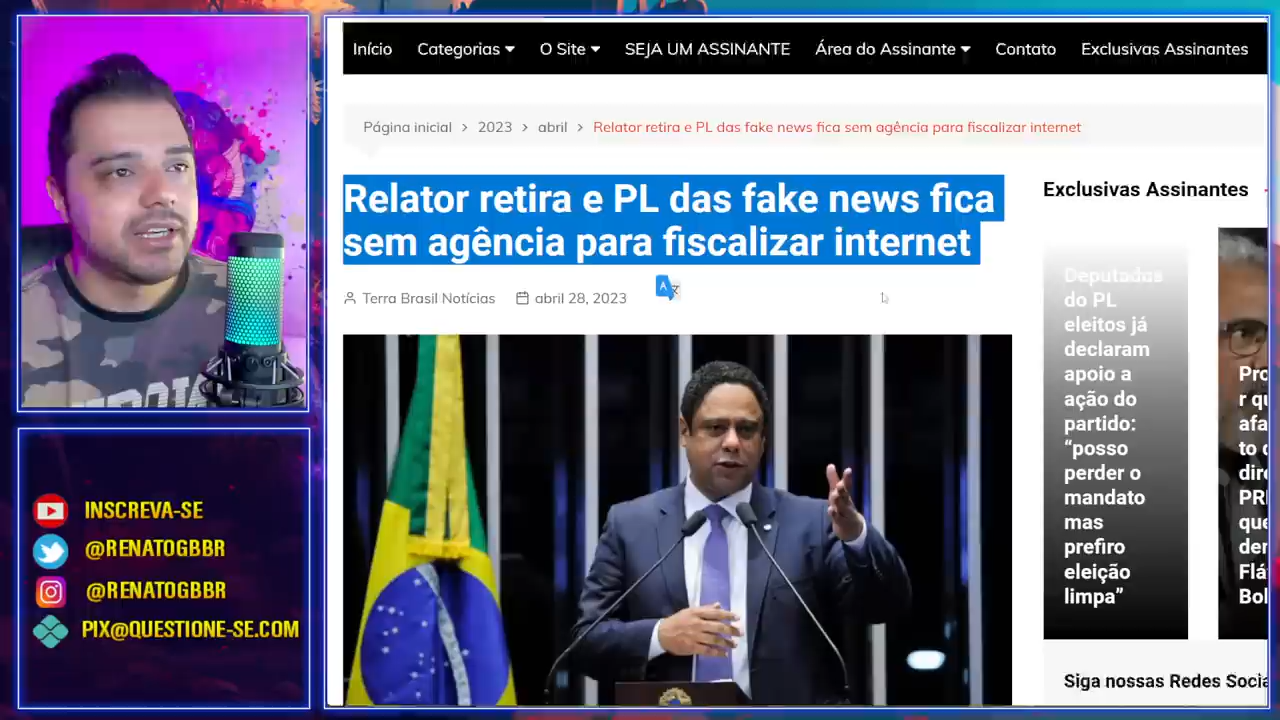 Início
Categorias
O Site
SEJA UM ASSINANTE
Área do Assinante
Contato
Exclusivas Assinantes
Página inicial > 2023 > abril > Relator retira e PL das fake news fica sem agência para fiscalizar internet
Relator retira e PL das fake news fica
sem agência para fiscalizar internet
Terra Brasil Notícias
abril 28, 2023
Exclusivas Assinantes
Deputados
do PL
eleitos já
declaram
apoio a
ação do
partido:
“posso
perder o
mandato
mas
prefiro
eleição
limpa”
Siga nossas Redes
INSCREVA-SE
@RENATOGBBR
@RENATOGBBR
PIX@QUESTIONE-SE.COM